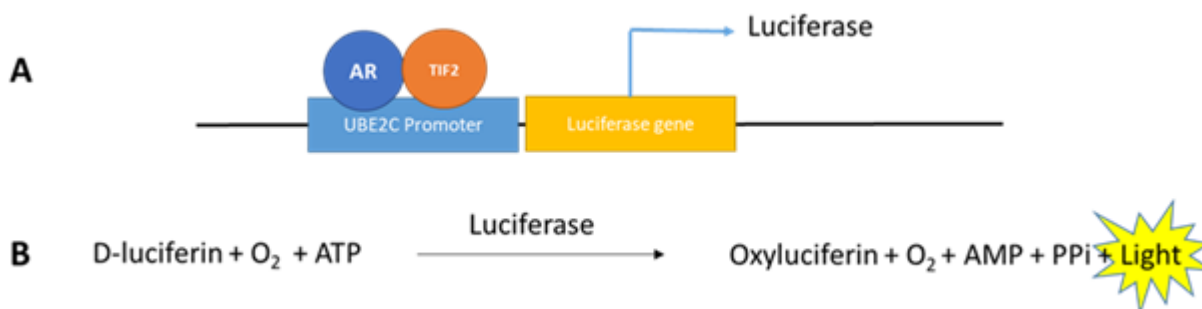 A
AR
TIF2
UBE2C Promoter
Luciferase gene
Luciferase
B
D-luciferin + O₂ + ATP
Luciferase
Oxyluciferin + O₂ + AMP + PPi + Light